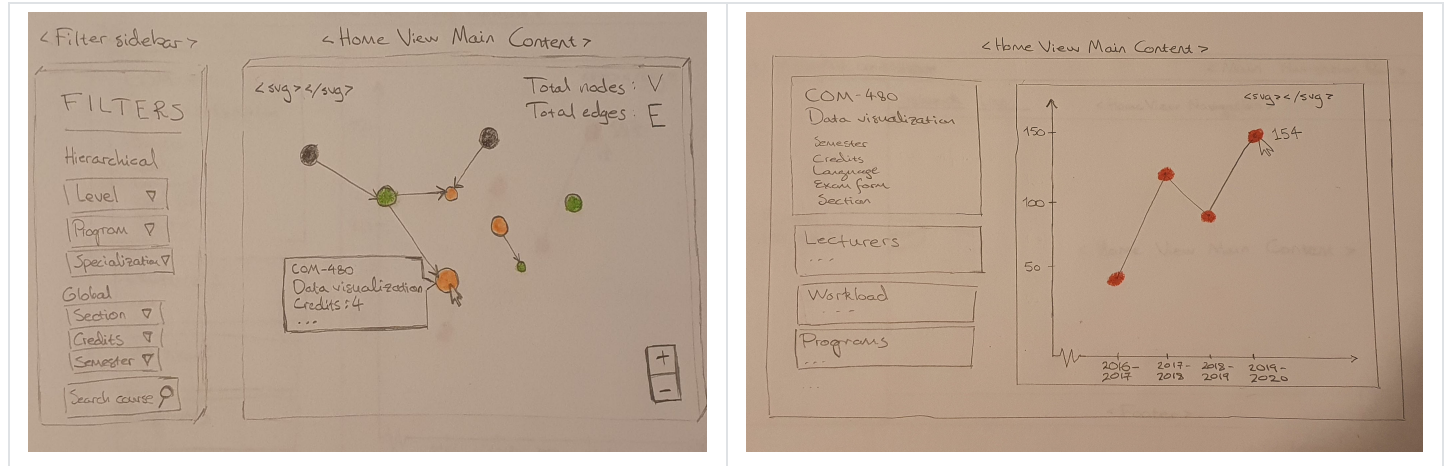 <Filter sidebar>
<Home View Main Content>
FILTERS
Hierarchical
Level
Program
Specialization
Global
Section
Credits
Semester
Search course
<svg></svg>
Total nodes: V
Total edges: E
COM-480
Data visualization
Credits: 4
...
+
-
<Home View Main Content>
COM-480
Data visualization
Semester
Credits
Language
Exam form
Section
Lecturers
...
Workload
...
Programs
...
...
<svg></svg>
150
100
50
154
2016-
2017
2017-
2018
2018-
2019
2019-
2020